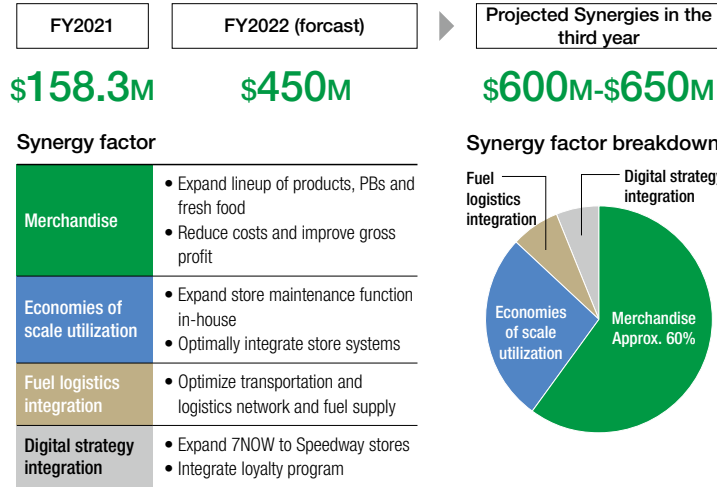 FY2021
FY2022 (forcast)
Projected Synergies in the
third year
$158.3M
$450M
$600M-$650M
Synergy factor
Merchandise
• Expand lineup of products, PBs and
fresh food
• Reduce costs and improve gross
profit
Economies of
scale utilization
• Expand store maintenance function
in-house
• Optimally integrate store systems
Fuel logistics
integration
• Optimize transportation and
logistics network and fuel supply
Digital strategy
integration
• Expand 7NOW to Speedway stores
• Integrate loyalty program
Synergy factor breakdown
Fuel
logistics
integration
Digital strategy
integration
Economies
of scale
utilization
Merchandise
Approx. 60%